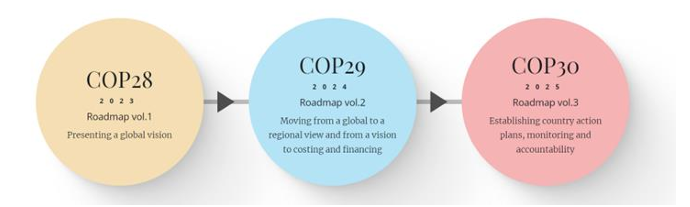 COP28
2023
Roadmap vol.1
Presenting a global vision
COP29
2024
Roadmap vol.2
Moving from a global to a
regional view and from a vision
to costing and financing
COP30
2025
Roadmap vol.3
Establishing country action
plans, monitoring and
accountability